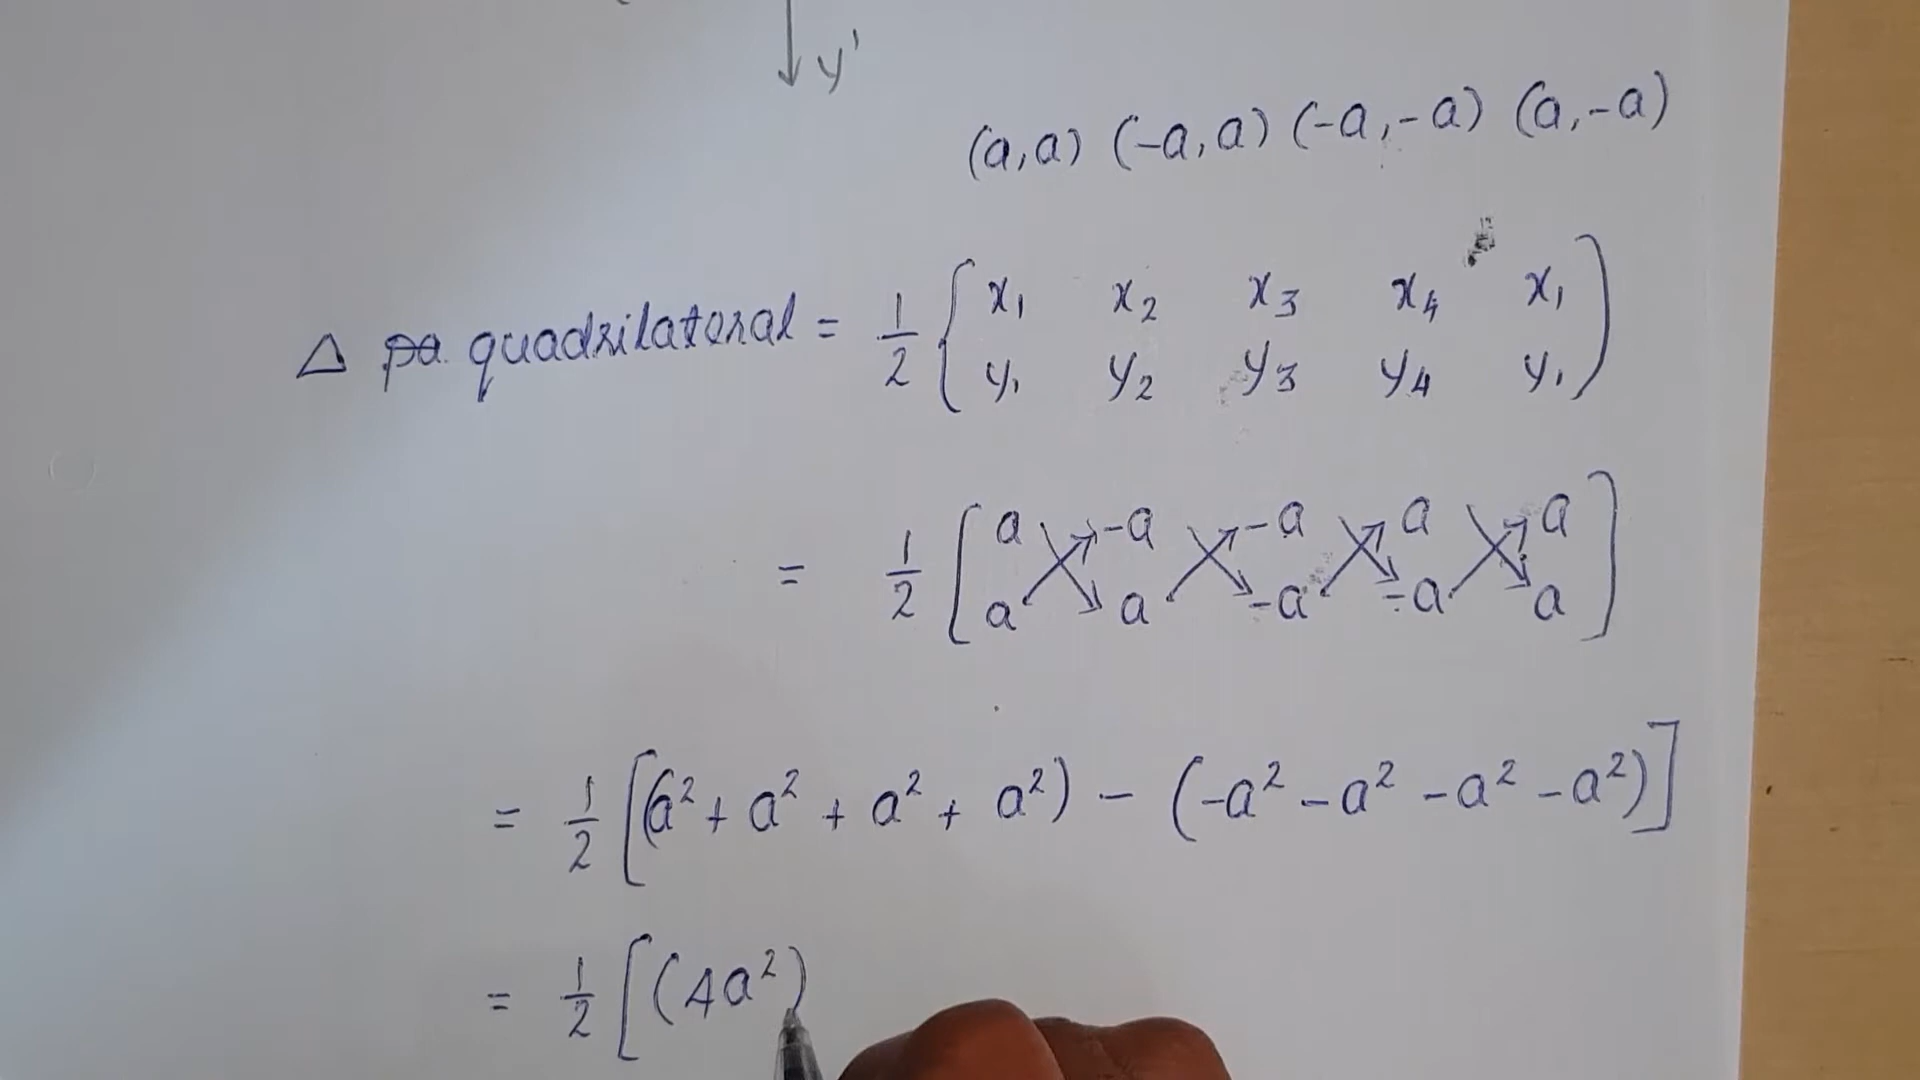 y'
(a,a) (-a,a) (-a,-a) (a,-a)
Δ pa. quadrilateral = 1/2 { x₁ x₂ x₃ x₄ x₁
y₁ y₂ y₃ y₄ y₁ )
= 1/2 [ a -a -a a a
a a -a -a a ]
= 1/2 [(a² + a² + a² + a²) - (-a² - a² - a² - a²)]
= 1/2 [(4a²)